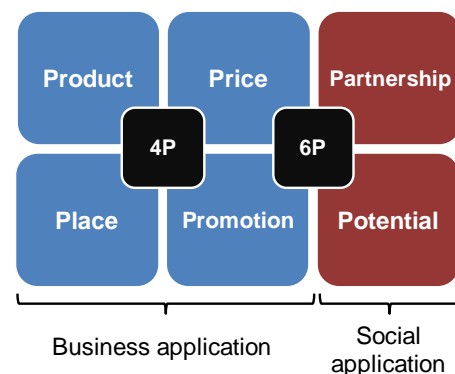 Product
Price
Partnership
4P
6P
Place
Promotion
Potential
Business application
Social
application